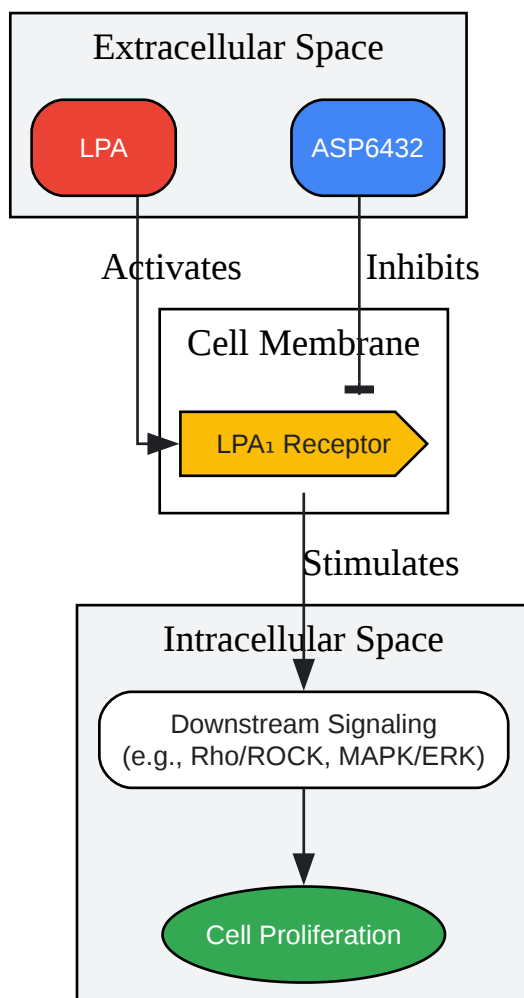 Extracellular Space
LPA
ASP6432
Activates
Inhibits
Cell Membrane
LPA₁ Receptor
Stimulates
Intracellular Space
Downstream Signaling
(e.g., Rho/ROCK, MAPK/ERK)
Cell Proliferation